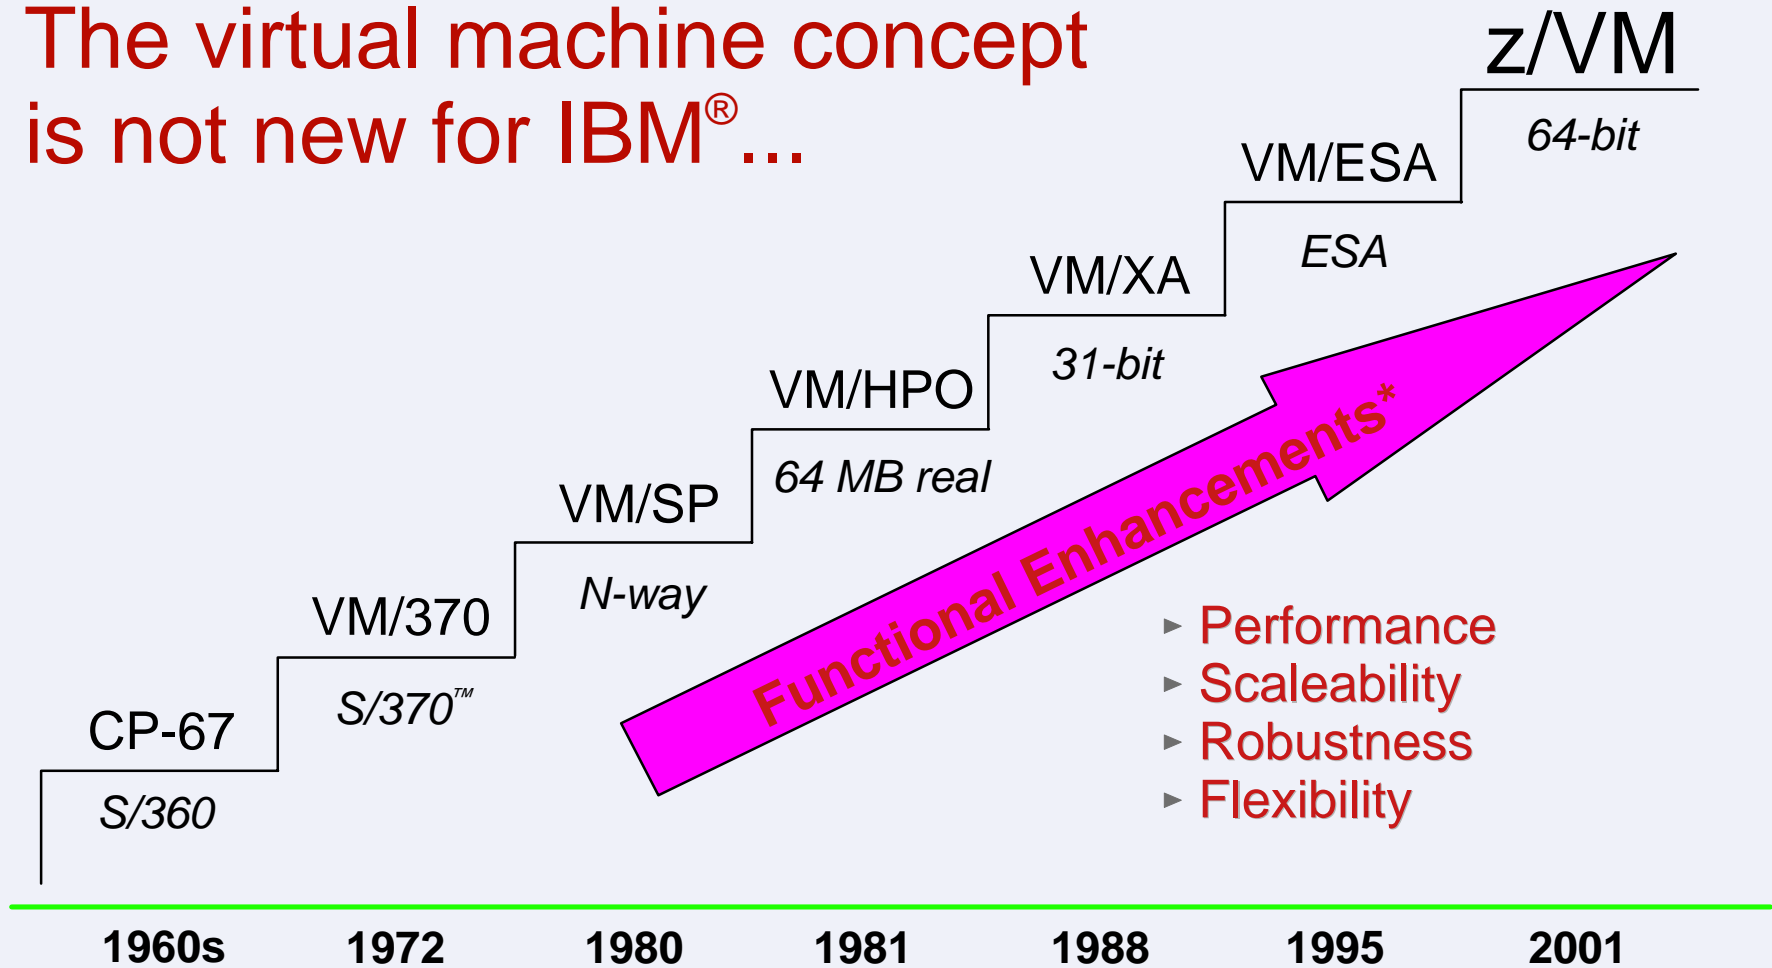 The virtual machine concept
is not new for IBM® ...
z/VM
64-bit
VM/ESA
ESA
VM/XA
31-bit
VM/HPO
64 MB real
VM/SP
N-way
VM/370
S/370™
CP-67
S/360
Functional Enhancements*
► Performance
► Scaleability
► Robustness
► Flexibility
1960s 1972 1980 1981 1988 1995 2001